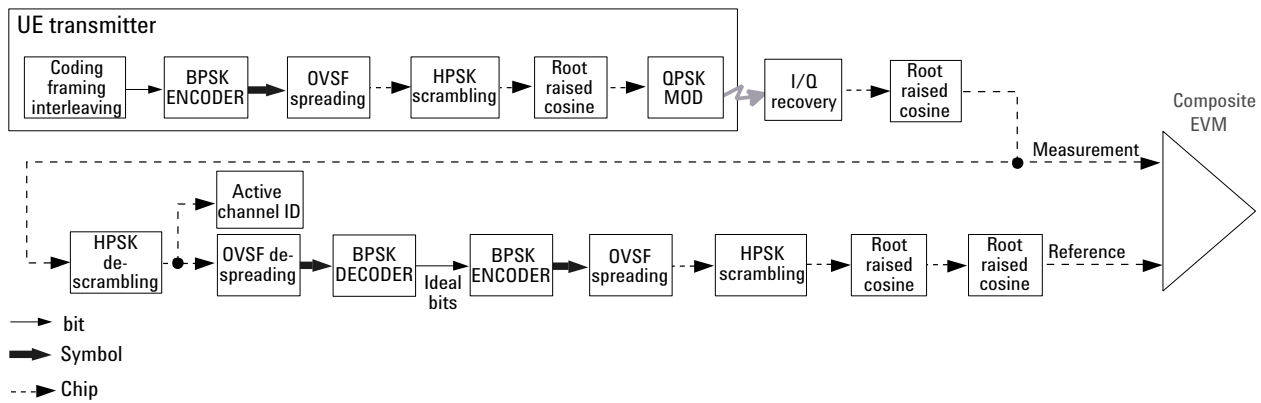 UE transmitter
Coding
framing
interleaving
BPSK
ENCODER
OVSF
spreading
HPSK
scrambling
Root
raised
cosine
QPSK
MOD
I/Q
recovery
Root
raised
cosine
Composite
EVM
Measurement
Active
channel ID
HPSK
de-
scrambling
OVSF de-
spreading
BPSK
DECODER
Ideal
bits
BPSK
ENCODER
OVSF
spreading
HPSK
scrambling
Root
raised
cosine
Root
raised
cosine
Reference
bit
Symbol
Chip